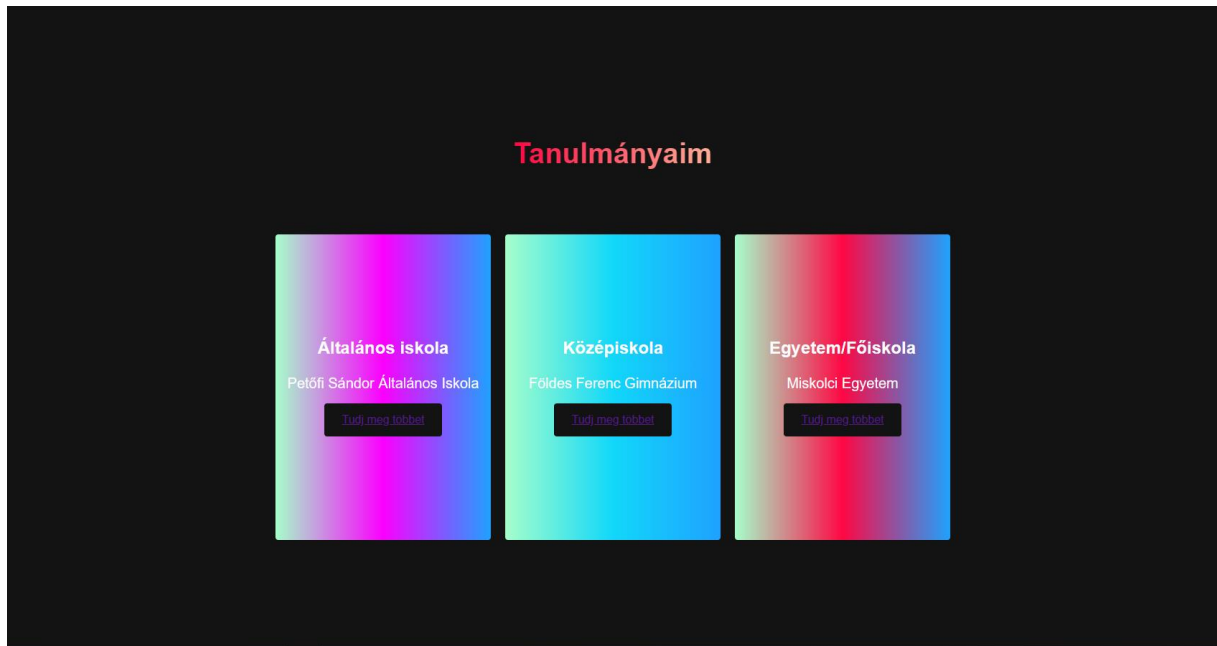 Tanulmányaim
Általános iskola
Petőfi Sándor Általános Iskola
Tudj meg többet
Középiskola
Földes Ferenc Gimnázium
Tudj meg többet
Egyetem/Főiskola
Miskolci Egyetem
Tudj meg többet